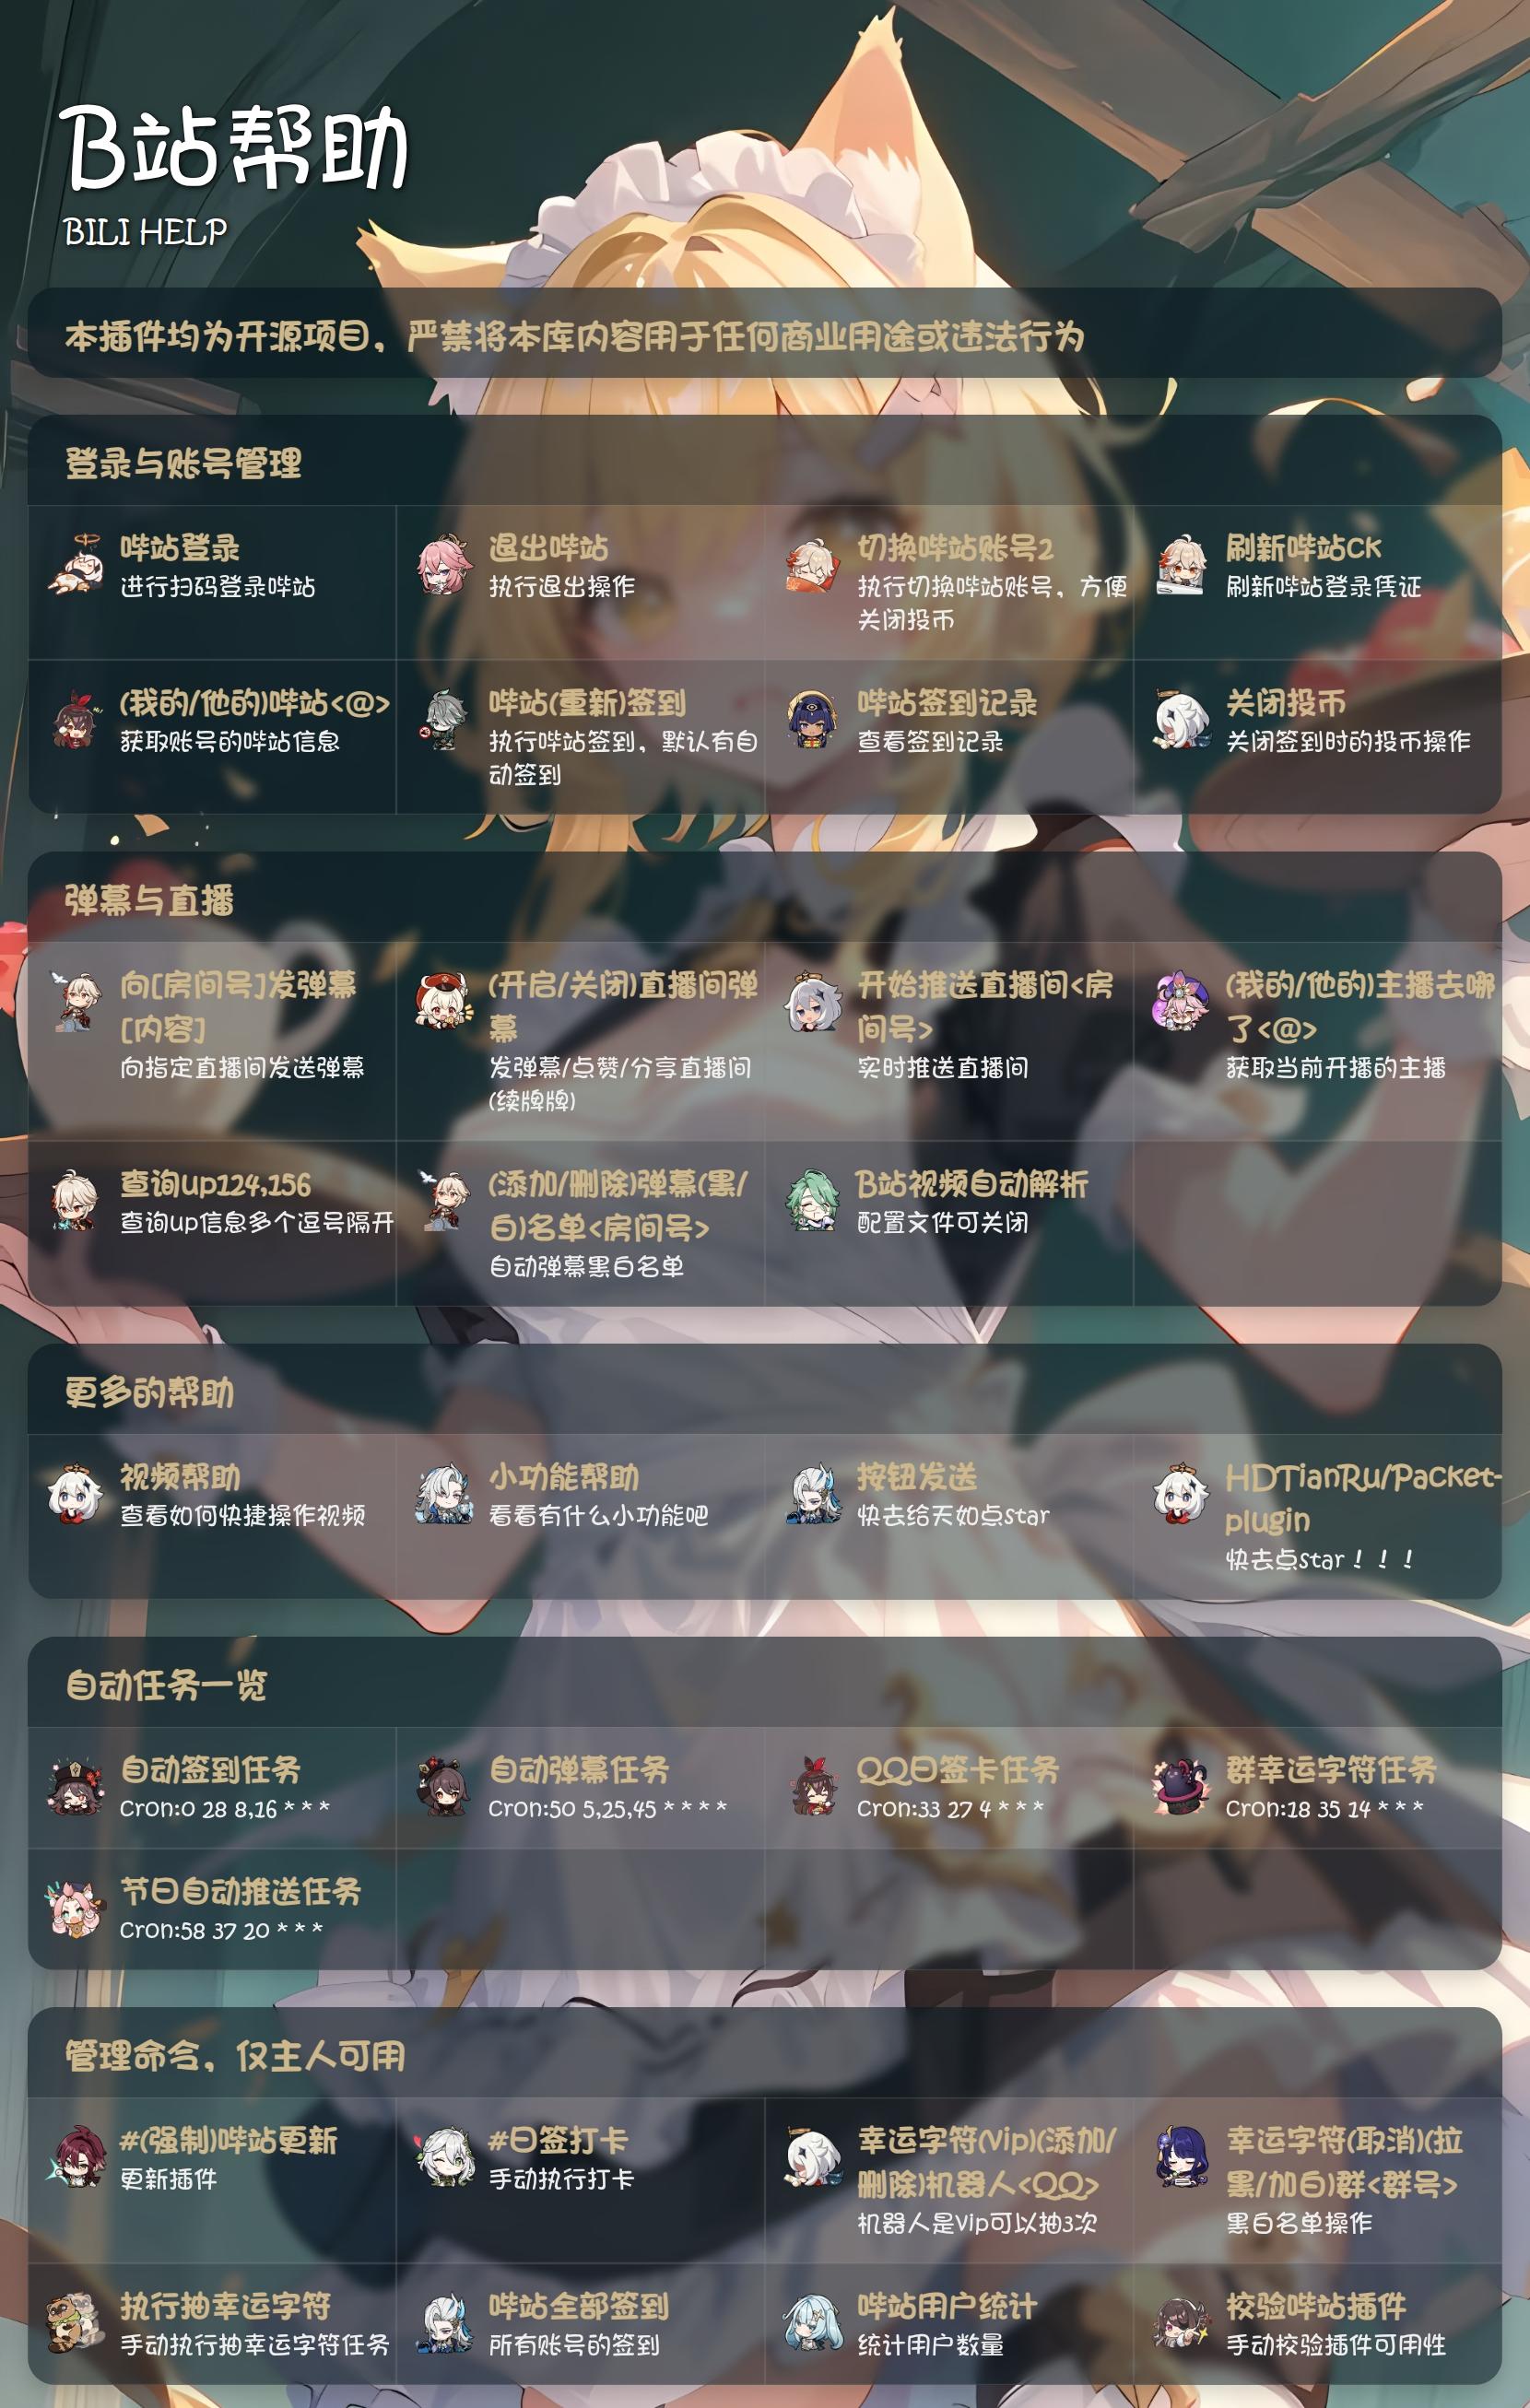 B站帮助
BILI HELP
本插件均为开源项目，严禁将本库内容用于任何商业用途或违法行为
登录与账号管理
哔站登录
进行扫码登录哔站
退出哔站
执行退出操作
切换哔站账号2
执行切换哔站账号，方便
关闭投币
刷新哔站CK
刷新哔站登录凭证
(我的/他的)哔站<@>
获取账号的哔站信息
哔站(重新)签到
执行哔站签到，默认有自
动签到
哔站签到记录
查看签到记录
关闭投币
关闭签到时的投币操作
弹幕与直播
向[房间号]发弹幕
[内容]
向指定直播间发送弹幕
(开启/关闭)直播间弹
幕
发弹幕/点赞/分享直播间
(续牌牌)
开始推送直播间<房
间号>
实时推送直播间
(我的/他的)主播去哪
了<@>
获取当前开播的主播
查询up124,156
查询up信息多个逗号隔开
(添加/删除)弹幕(黑/
白)名单<房间号>
自动弹幕黑白名单
B站视频自动解析
配置文件可关闭
更多的帮助
视频帮助
查看如何快捷操作视频
小功能帮助
看看有什么小功能吧
按钮发送
快去给天如点star
HDTianRu/Packet-
plugin
快去点star！！！
自动任务一览
自动签到任务
Cron:0 28 8,16 * * *
自动弹幕任务
Cron:50 5,25,45 * * * *
QQ日签卡任务
Cron:33 27 4 * * *
群幸运字符任务
Cron:18 35 14 * * *
节日自动推送任务
Cron:58 37 20 * * *
管理命令，仅主人可用
#(强制)哔站更新
更新插件
#日签打卡
手动执行打卡
幸运字符(vip)(添加/
删除)机器人<QQ>
机器人是vip可以抽3次
幸运字符(取消)(拉
黑/加白)群<群号>
黑白名单操作
执行抽幸运字符
手动执行抽幸运字符任务
哔站全部签到
所有账号的签到
哔站用户统计
统计用户数量
校验哔站插件
手动校验插件可用性